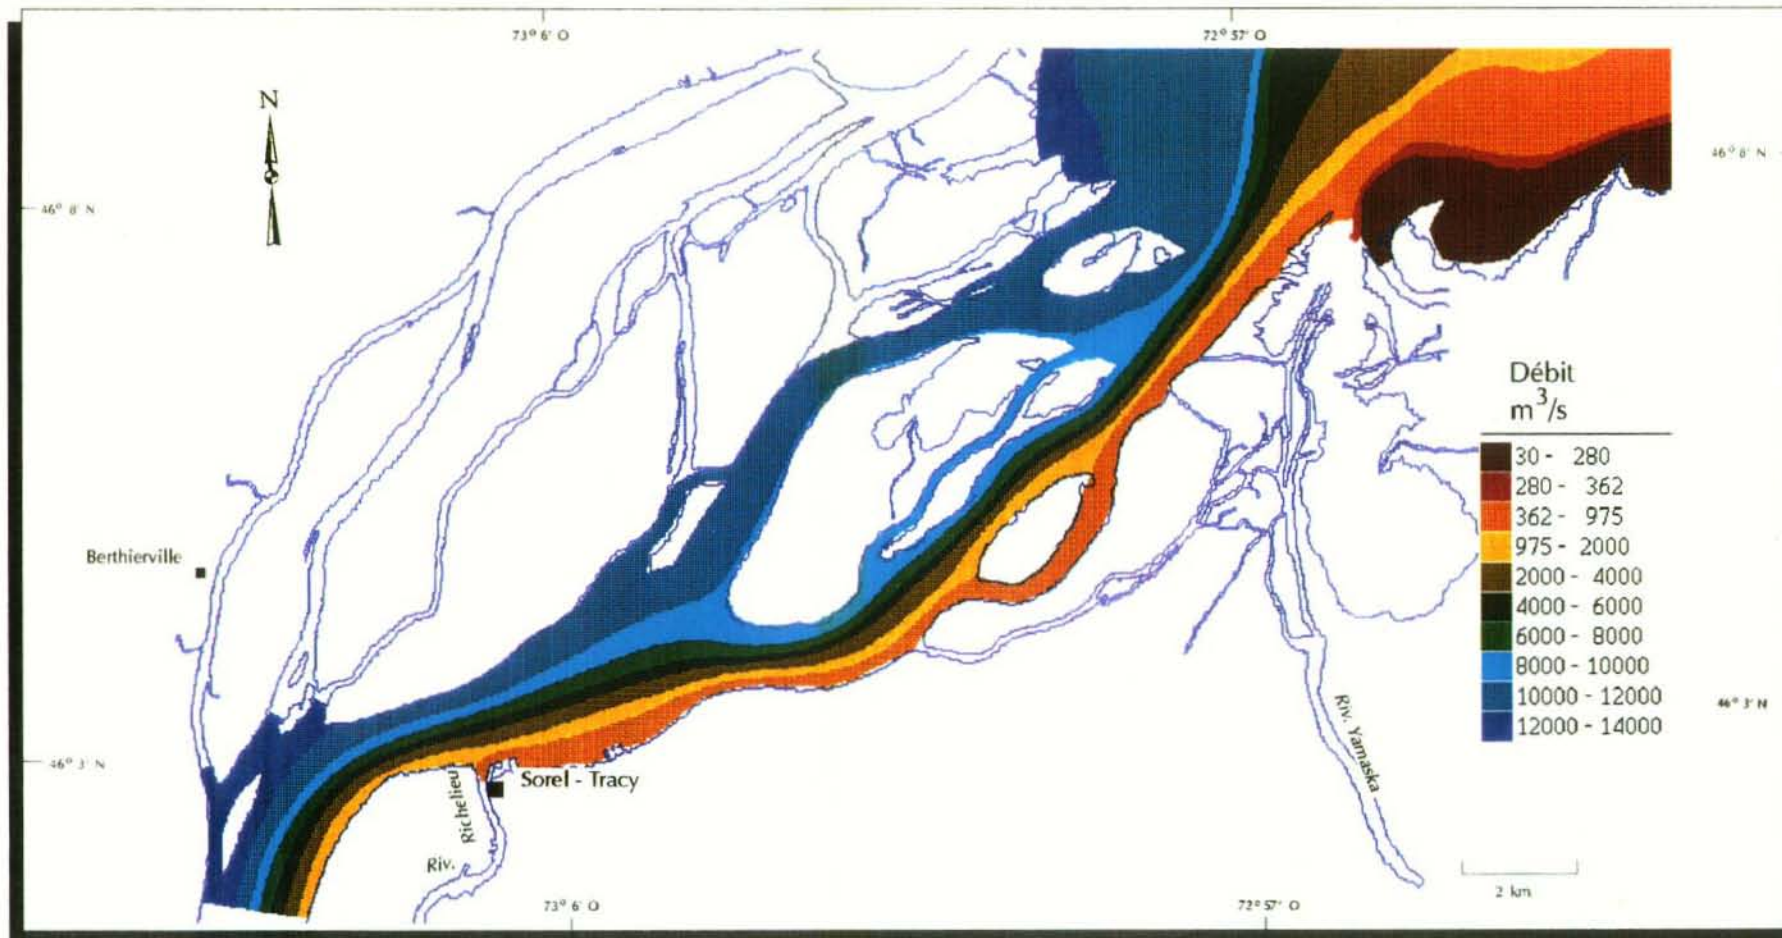 73° 6' O
72° 57' O
N
46° 8' N
46° 8' N
Débit
m³/s
30 - 280
280 - 362
362 - 975
975 - 2000
2000 - 4000
4000 - 6000
6000 - 8000
8000 - 10000
10000 - 12000
12000 - 14000
Berthierville
46° 3' N
46° 3' N
Sorel - Tracy
Riv. Richelieu
Riv. Yamaska
2 km
73° 6' O
72° 57' O